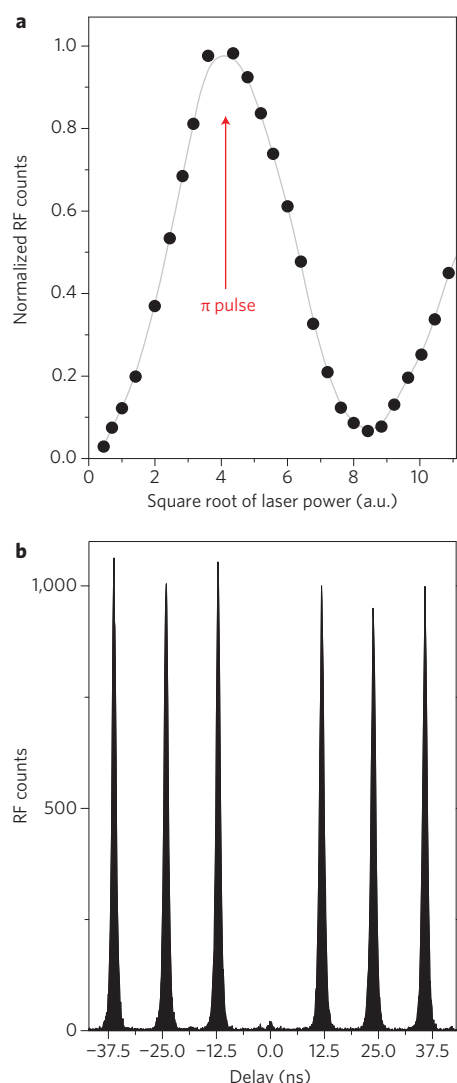 a
1.0
0.8
0.6
0.4
0.2
0.0
Normalized RF counts
π pulse
0 2 4 6 8 10
Square root of laser power (a.u.)
b
1,000
500
0
RF counts
−37.5 −25.0 −12.5 0.0 12.5 25.0 37.5
Delay (ns)